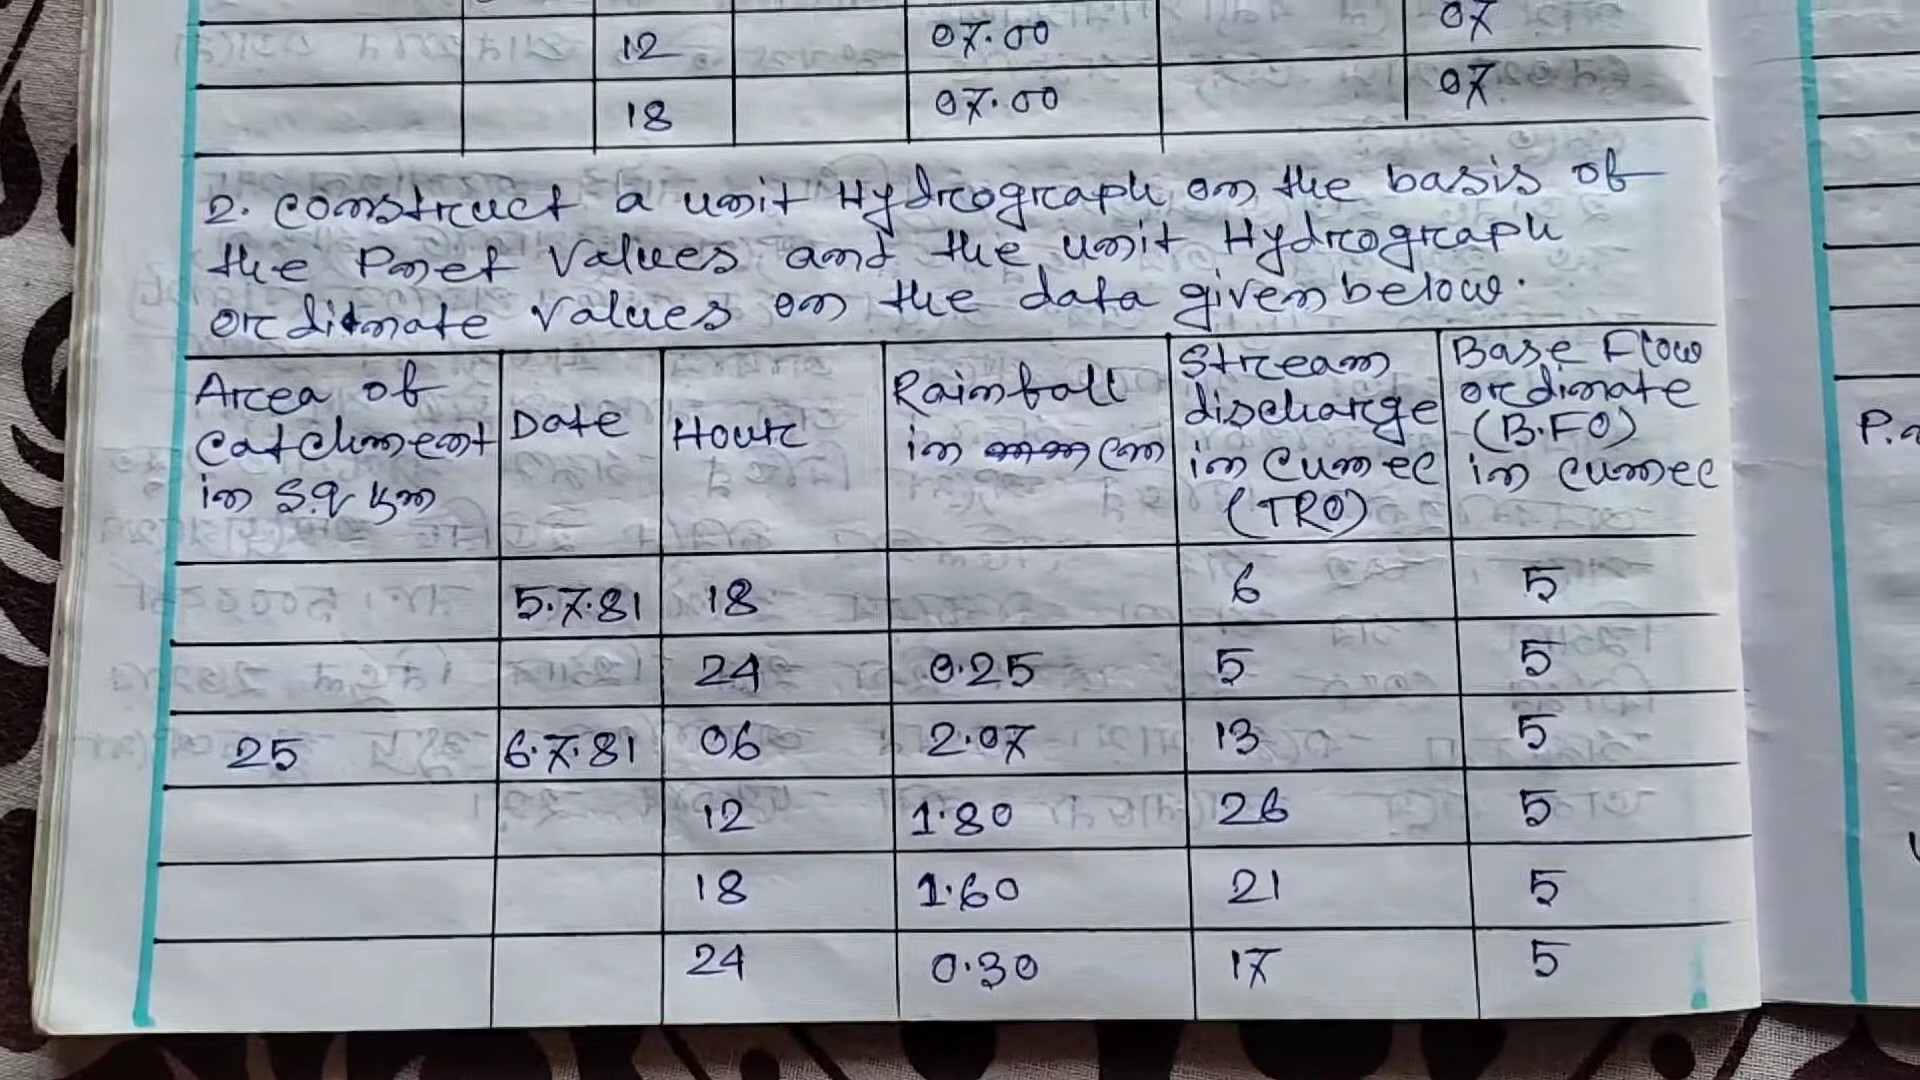 07
12 07.00
18 07.00 07
2. construct a unit Hydrograph on the basis of
the Pnet Values and the unit Hydrograph
orditnate values on the data given below.
Area of catchment in S.q km | Date | Hour | Rainfall in cm | Stream discharge in cumec (TRO) | Base Flow ordinate (B.FO) in cumec
5.7.81 18 6 5
24 0.25 5 5
25 6.7.81 06 2.07 13 5
12 1.80 26 5
18 1.60 21 5
24 0.30 17 5